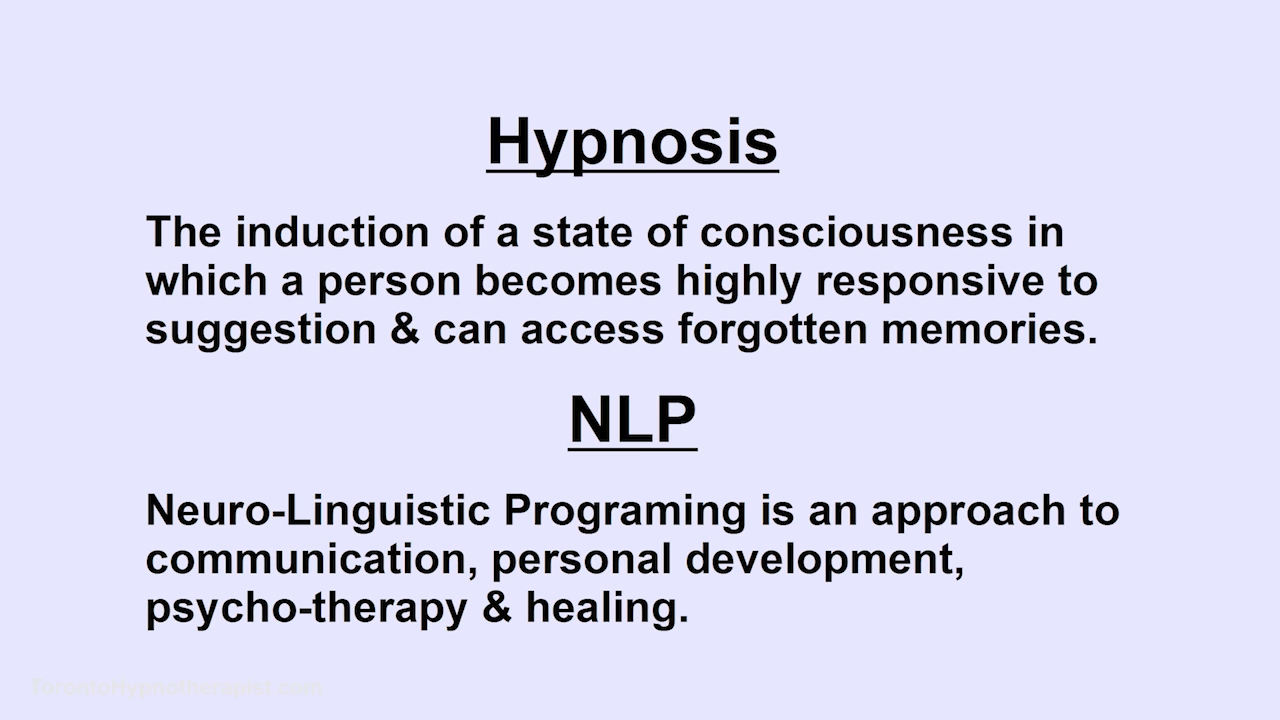 Hypnosis
The induction of a state of consciousness in
which a person becomes highly responsive to
suggestion & can access forgotten memories.
NLP
Neuro-Linguistic Programing is an approach to
communication, personal development,
psycho-therapy & healing.
TorontoHypnotherapist.com